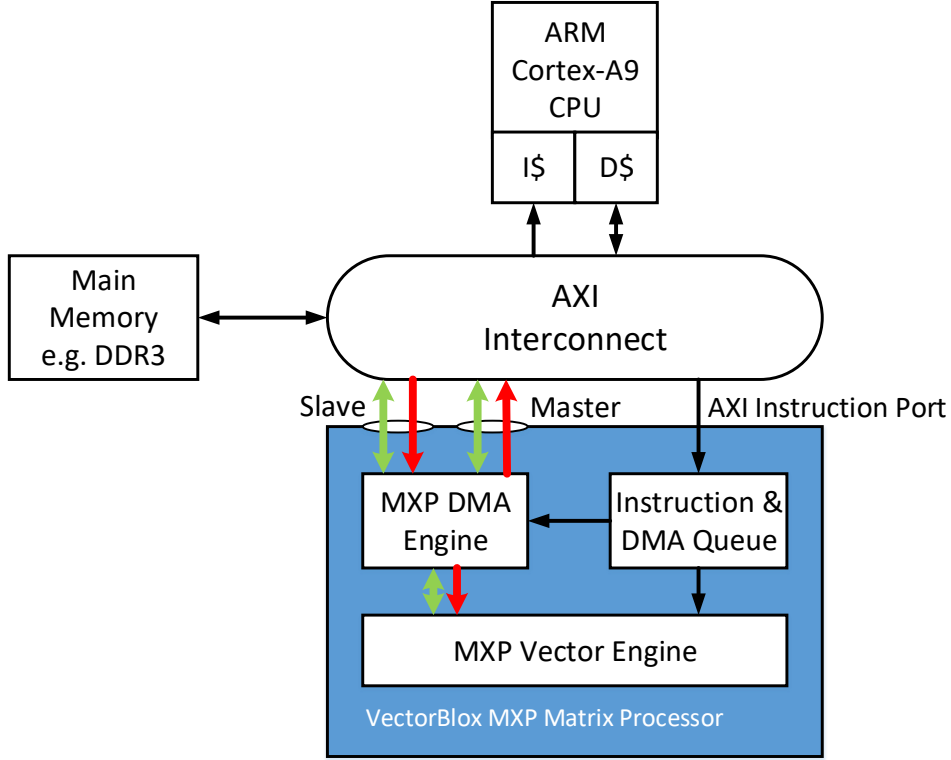 ARM
Cortex-A9
CPU
I$
D$
Main
Memory
e.g. DDR3
AXI
Interconnect
Slave
Master
AXI Instruction Port
MXP DMA
Engine
Instruction &
DMA Queue
MXP Vector Engine
VectorBlox MXP Matrix Processor